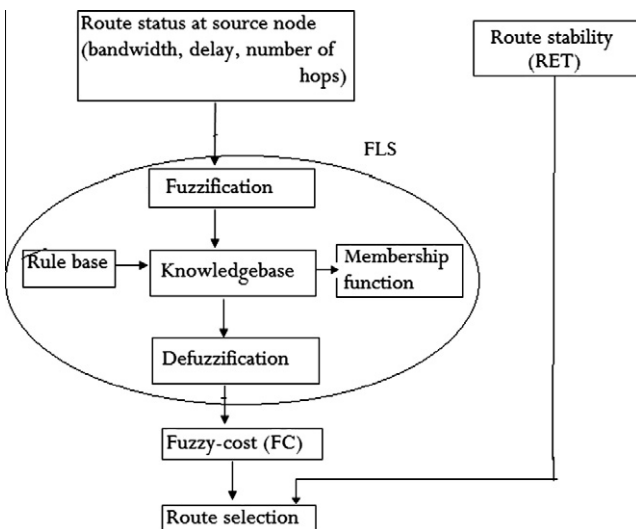 Route status at source node
(bandwidth, delay, number of
hops)
Route stability
(RET)
FLS
Fuzzification
Rule base
Knowledgebase
Membership
function
Defuzzification
Fuzzy-cost (FC)
Route selection